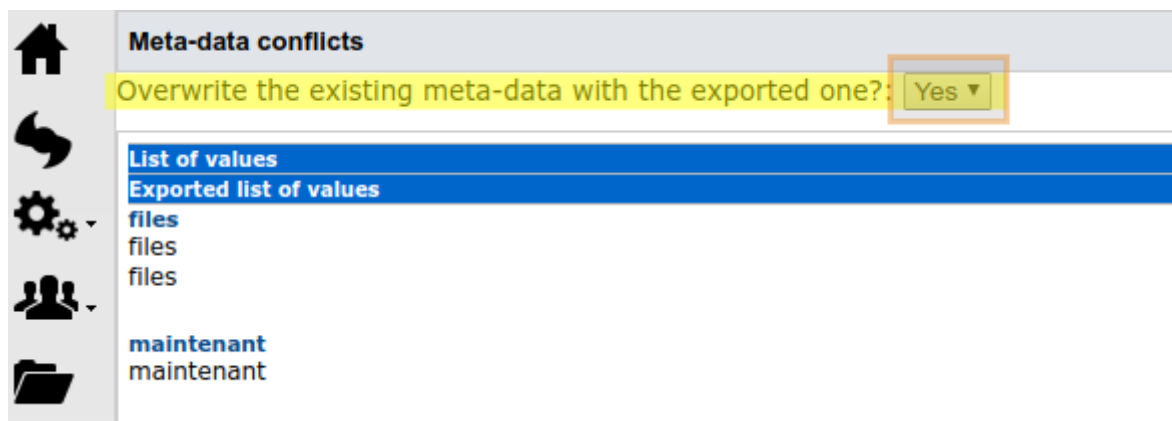 Meta-data conflicts
Overwrite the existing meta-data with the exported one?: Yes
List of values
Exported list of values
files
files
files
maintenant
maintenant